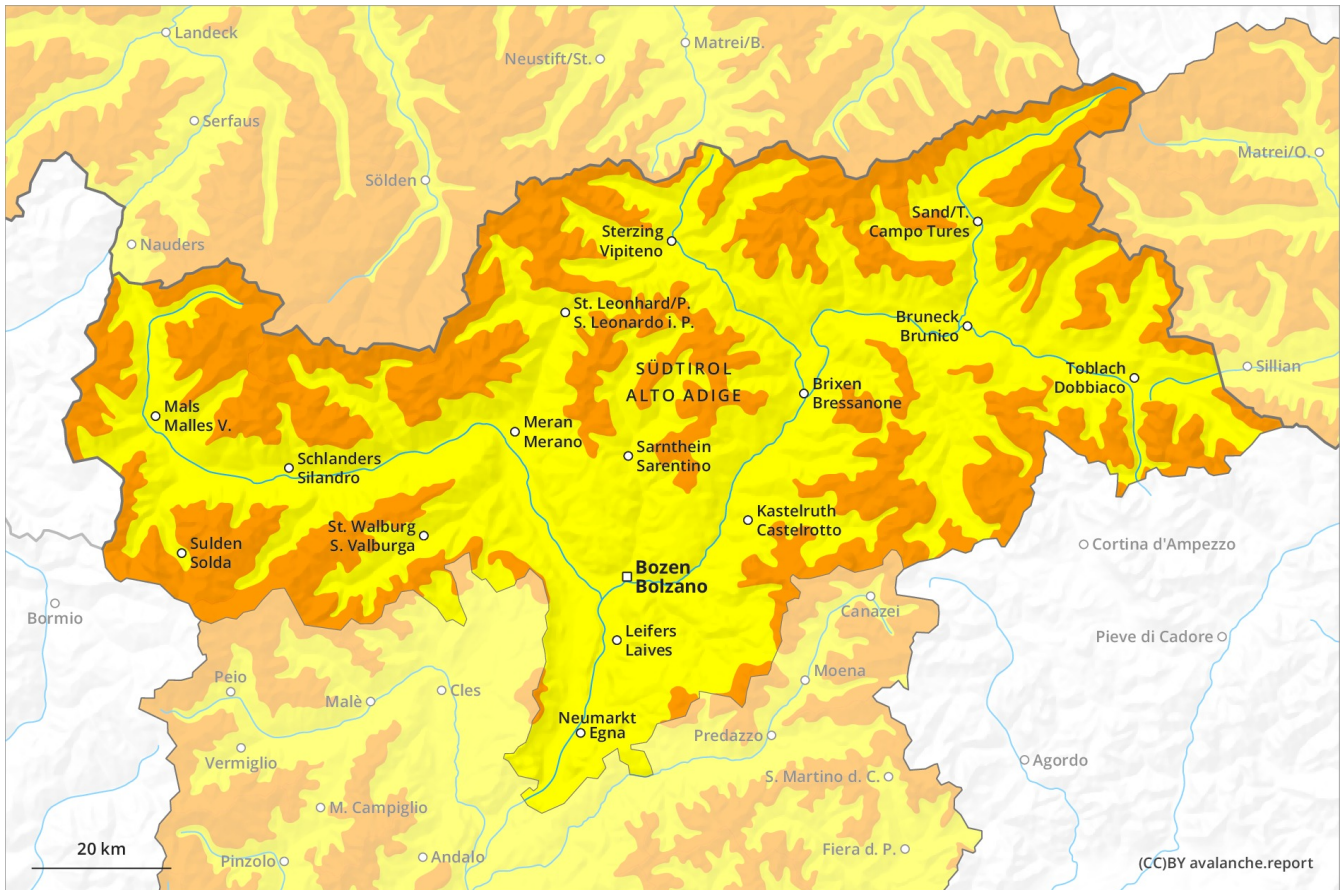 Landeck
Matrei/B.
Neustift/St.
Serfaus
Matrei/O.
Sölden
Sand/T.
Campo Tures
Sterzing
Vipiteno
Nauders
St. Leonhard/P.
S. Leonardo i. P.
Bruneck
Brunico
SÜDTIROL
ALTO ADIGE
Toblach
Dobbiaco
Sillian
Brixen
Bressanone
Mals
Malles V.
Meran
Merano
Schlanders
Silandro
Sarnthein
Sarentino
Kastelruth
Castelrotto
St. Walburg
S. Valburga
Sulden
Solda
Cortina d'Ampezzo
Bozen
Bolzano
Bormio
Canazei
Leifers
Laives
Pieve di Cadore
Peio
Moena
Malè
Cles
Neumarkt
Egna
Predazzo
Vermiglio
Agordo
S. Martino d. C.
M. Campiglio
20 km
Pinzolo
Andalo
Fiera d. P.
(CC)BY avalanche.report